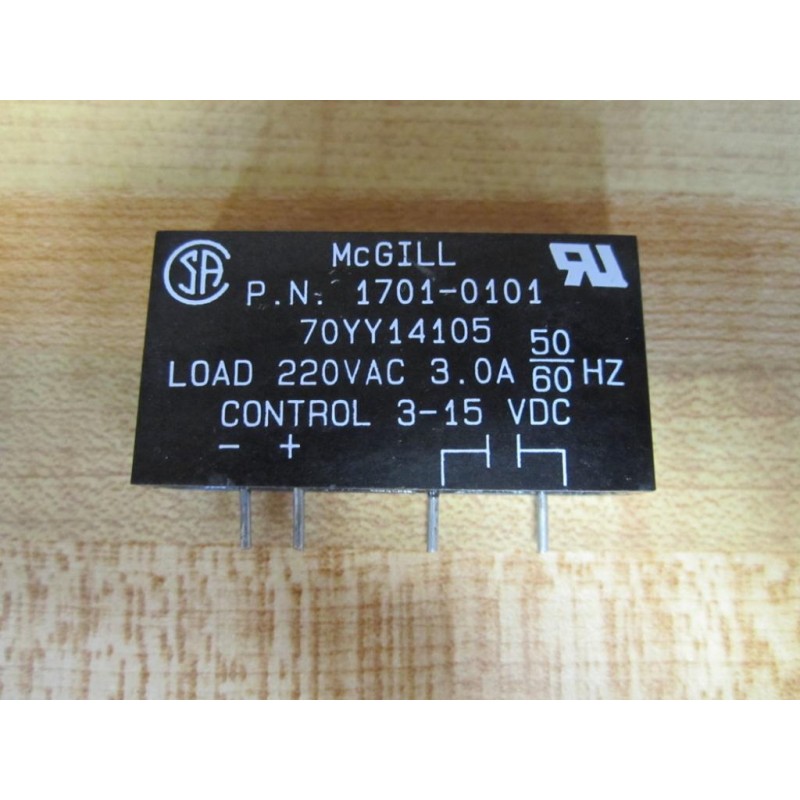 McGILL
P.N. 1701-0101
70YY14105
LOAD 220VAC 3.0A 50/60 HZ
CONTROL 3-15 VDC
- +